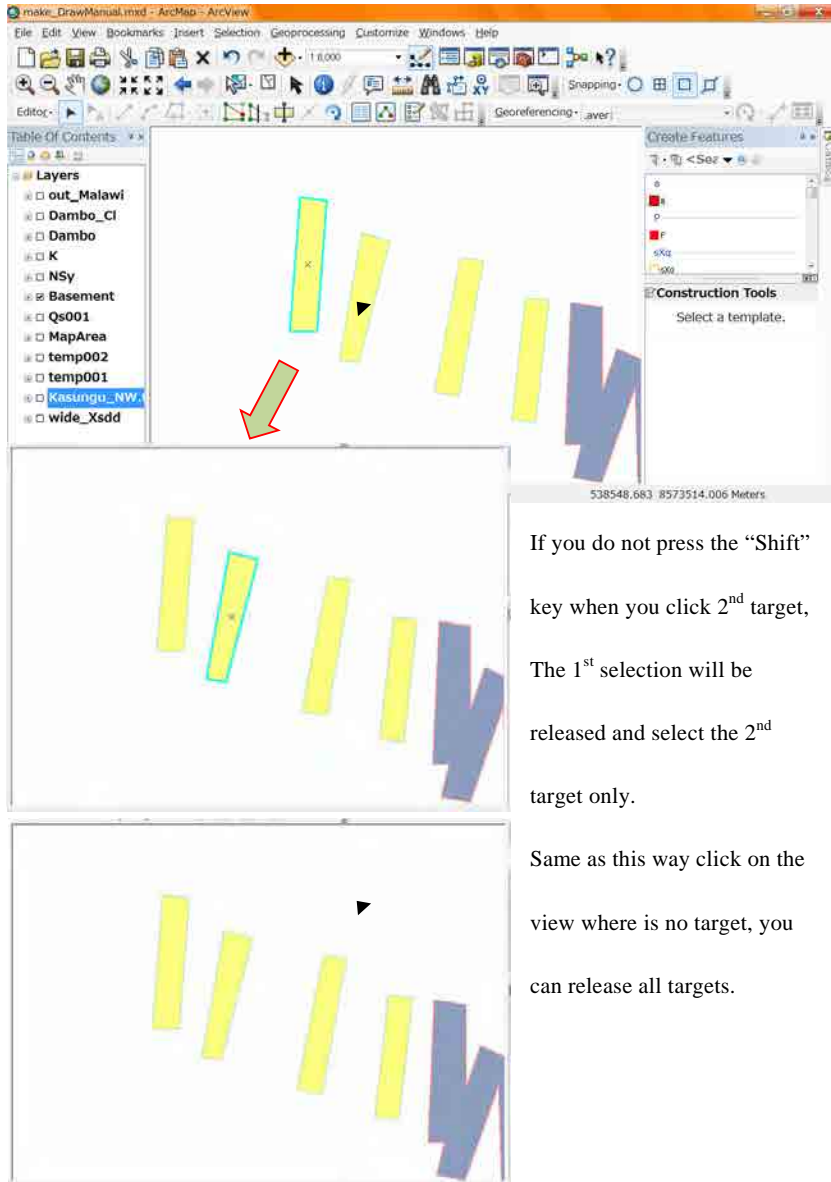 make_DrawManual.mxd - ArcMap - ArcView
File Edit View Bookmarks Insert Selection Geoprocessing Customize Windows Help
Snapping
Editor Georeferencing
Table Of Contents
Create Features
Layers
out_Malawi
Dambo_Cl
Dambo
K
NSy
Basement
Qs001
MapArea
temp002
temp001
Kasungu_NW
wide_Xsdd
Construction Tools
Select a template.
538548.683 8573514.006 Meters
If you do not press the “Shift”
key when you click 2nd target,
The 1st selection will be
released and select the 2nd
target only.
Same as this way click on the
view where is no target, you
can release all targets.